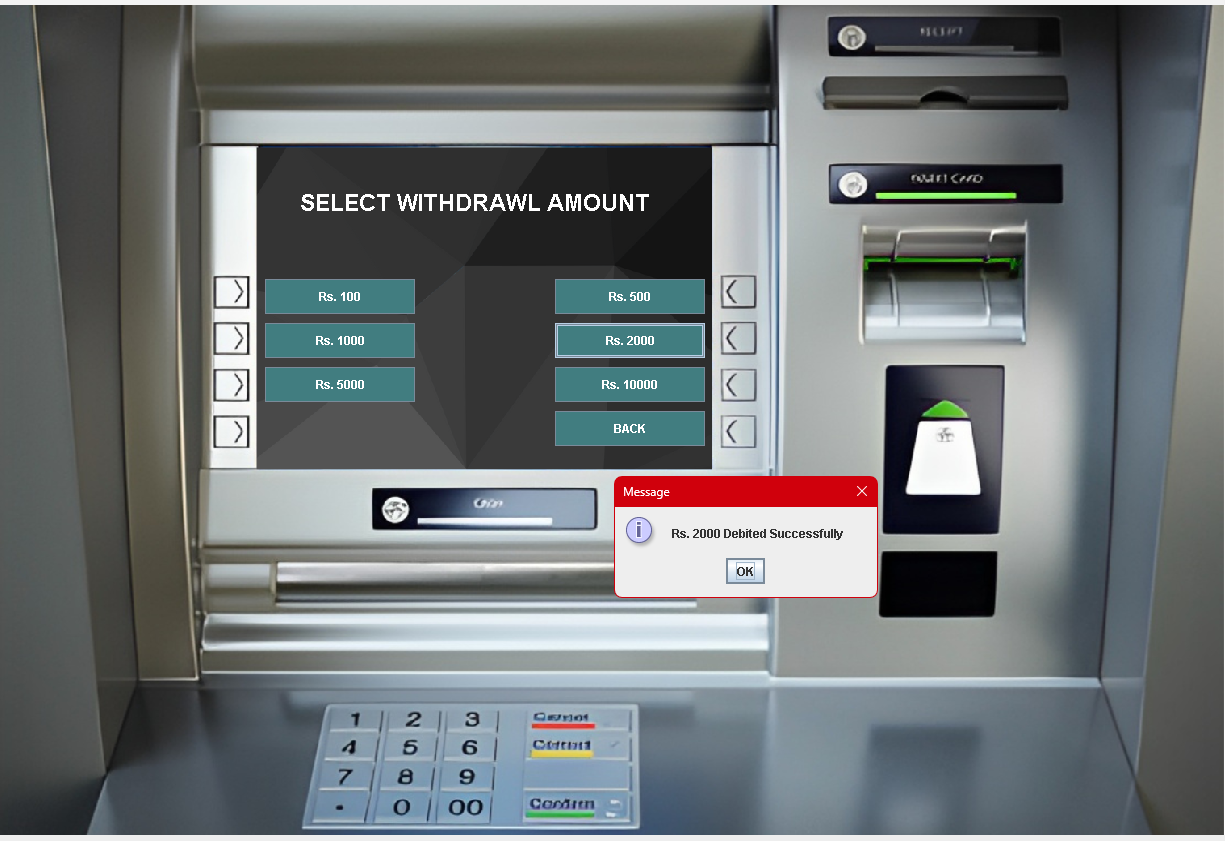 SELECT WITHDRAWL AMOUNT
Rs. 100
Rs. 500
Rs. 1000
Rs. 2000
Rs. 5000
Rs. 10000
BACK
Message
Rs. 2000 Debited Successfully
OK
1 2 3
4 5 6
7 8 9
0 00